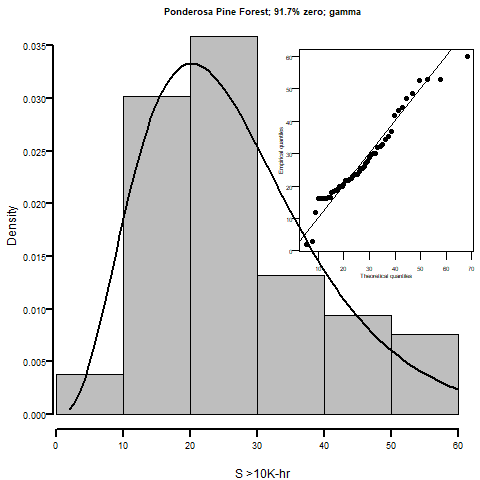 Ponderosa Pine Forest; 91.7% zero; gamma
Density
0.035
0.030
0.025
0.020
0.015
0.010
0.005
0.000
0 10 20 30 40 50 60
S >10K-hr
Empirical quantiles
60
50
40
30
20
10
0
10 20 30 40 50 60 70
Theoretical quantiles